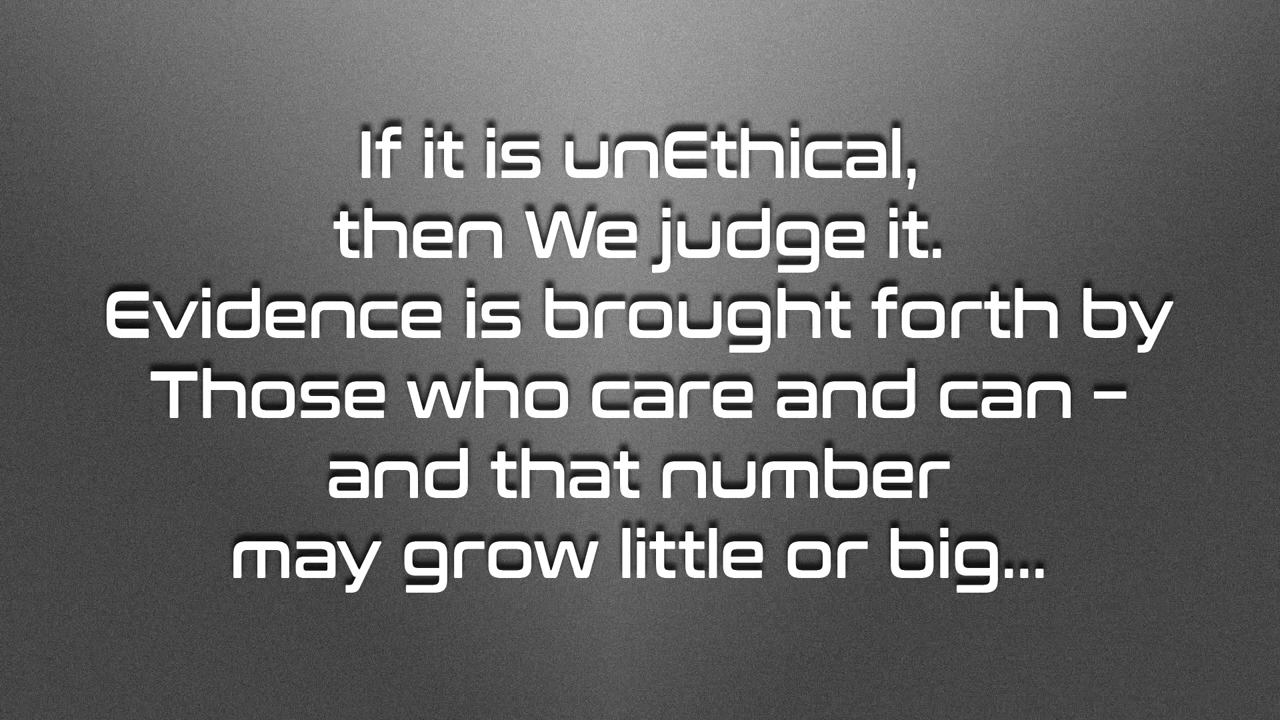 If it is unEthical,
then We judge it.
Evidence is brought forth by
Those who care and can –
and that number
may grow little or big...